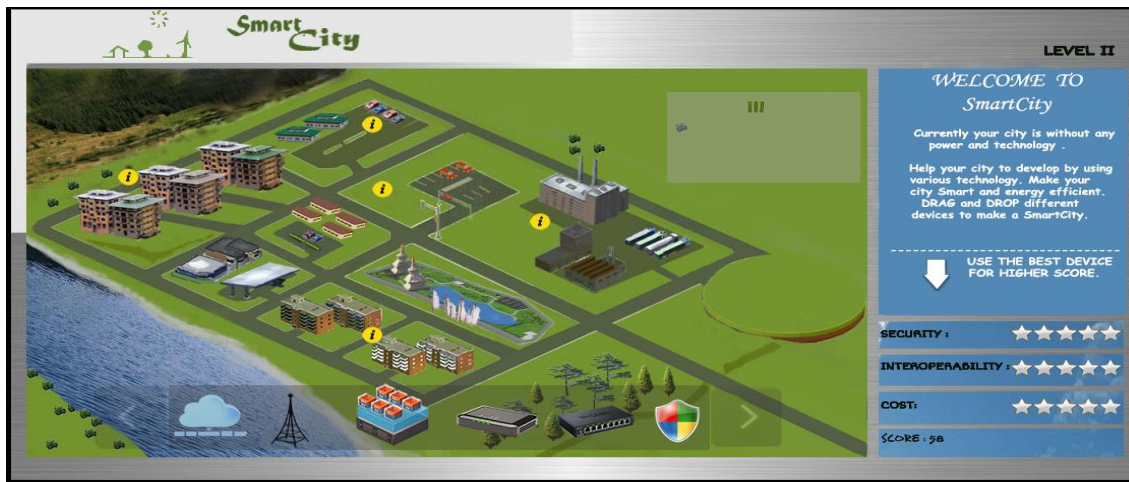 Smart
City
LEVEL II
WELCOME TO
SmartCity
Currently your city is without any
power and technology .
Help your city to develop by using
various technology. Make your
city Smart and energy efficient.
DRAG and DROP different
devices to make a SmartCity.
USE THE BEST DEVICE
FOR HIGHER SCORE.
SECURITY :
INTEROPERABILITY :
COST:
SCORE : 58
i
i
i
i
i